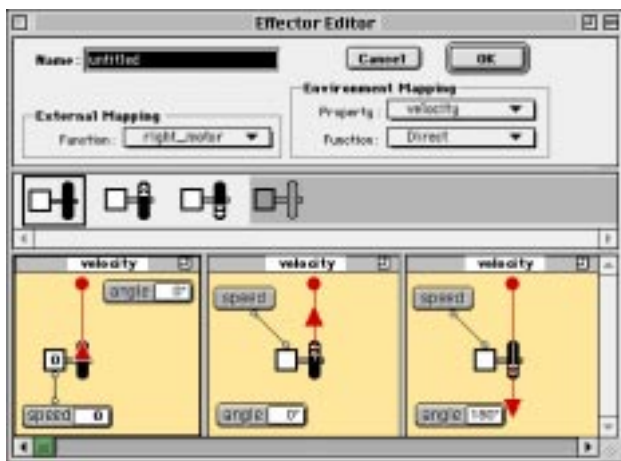 Effector Editor
Name: untitled
Cancel
OK
External Mapping
Function: right_motor
Environment Mapping
Property: velocity
Function: Direct
velocity
angle 0°
0
speed 0
velocity
speed
angle 0°
velocity
speed
angle 180°